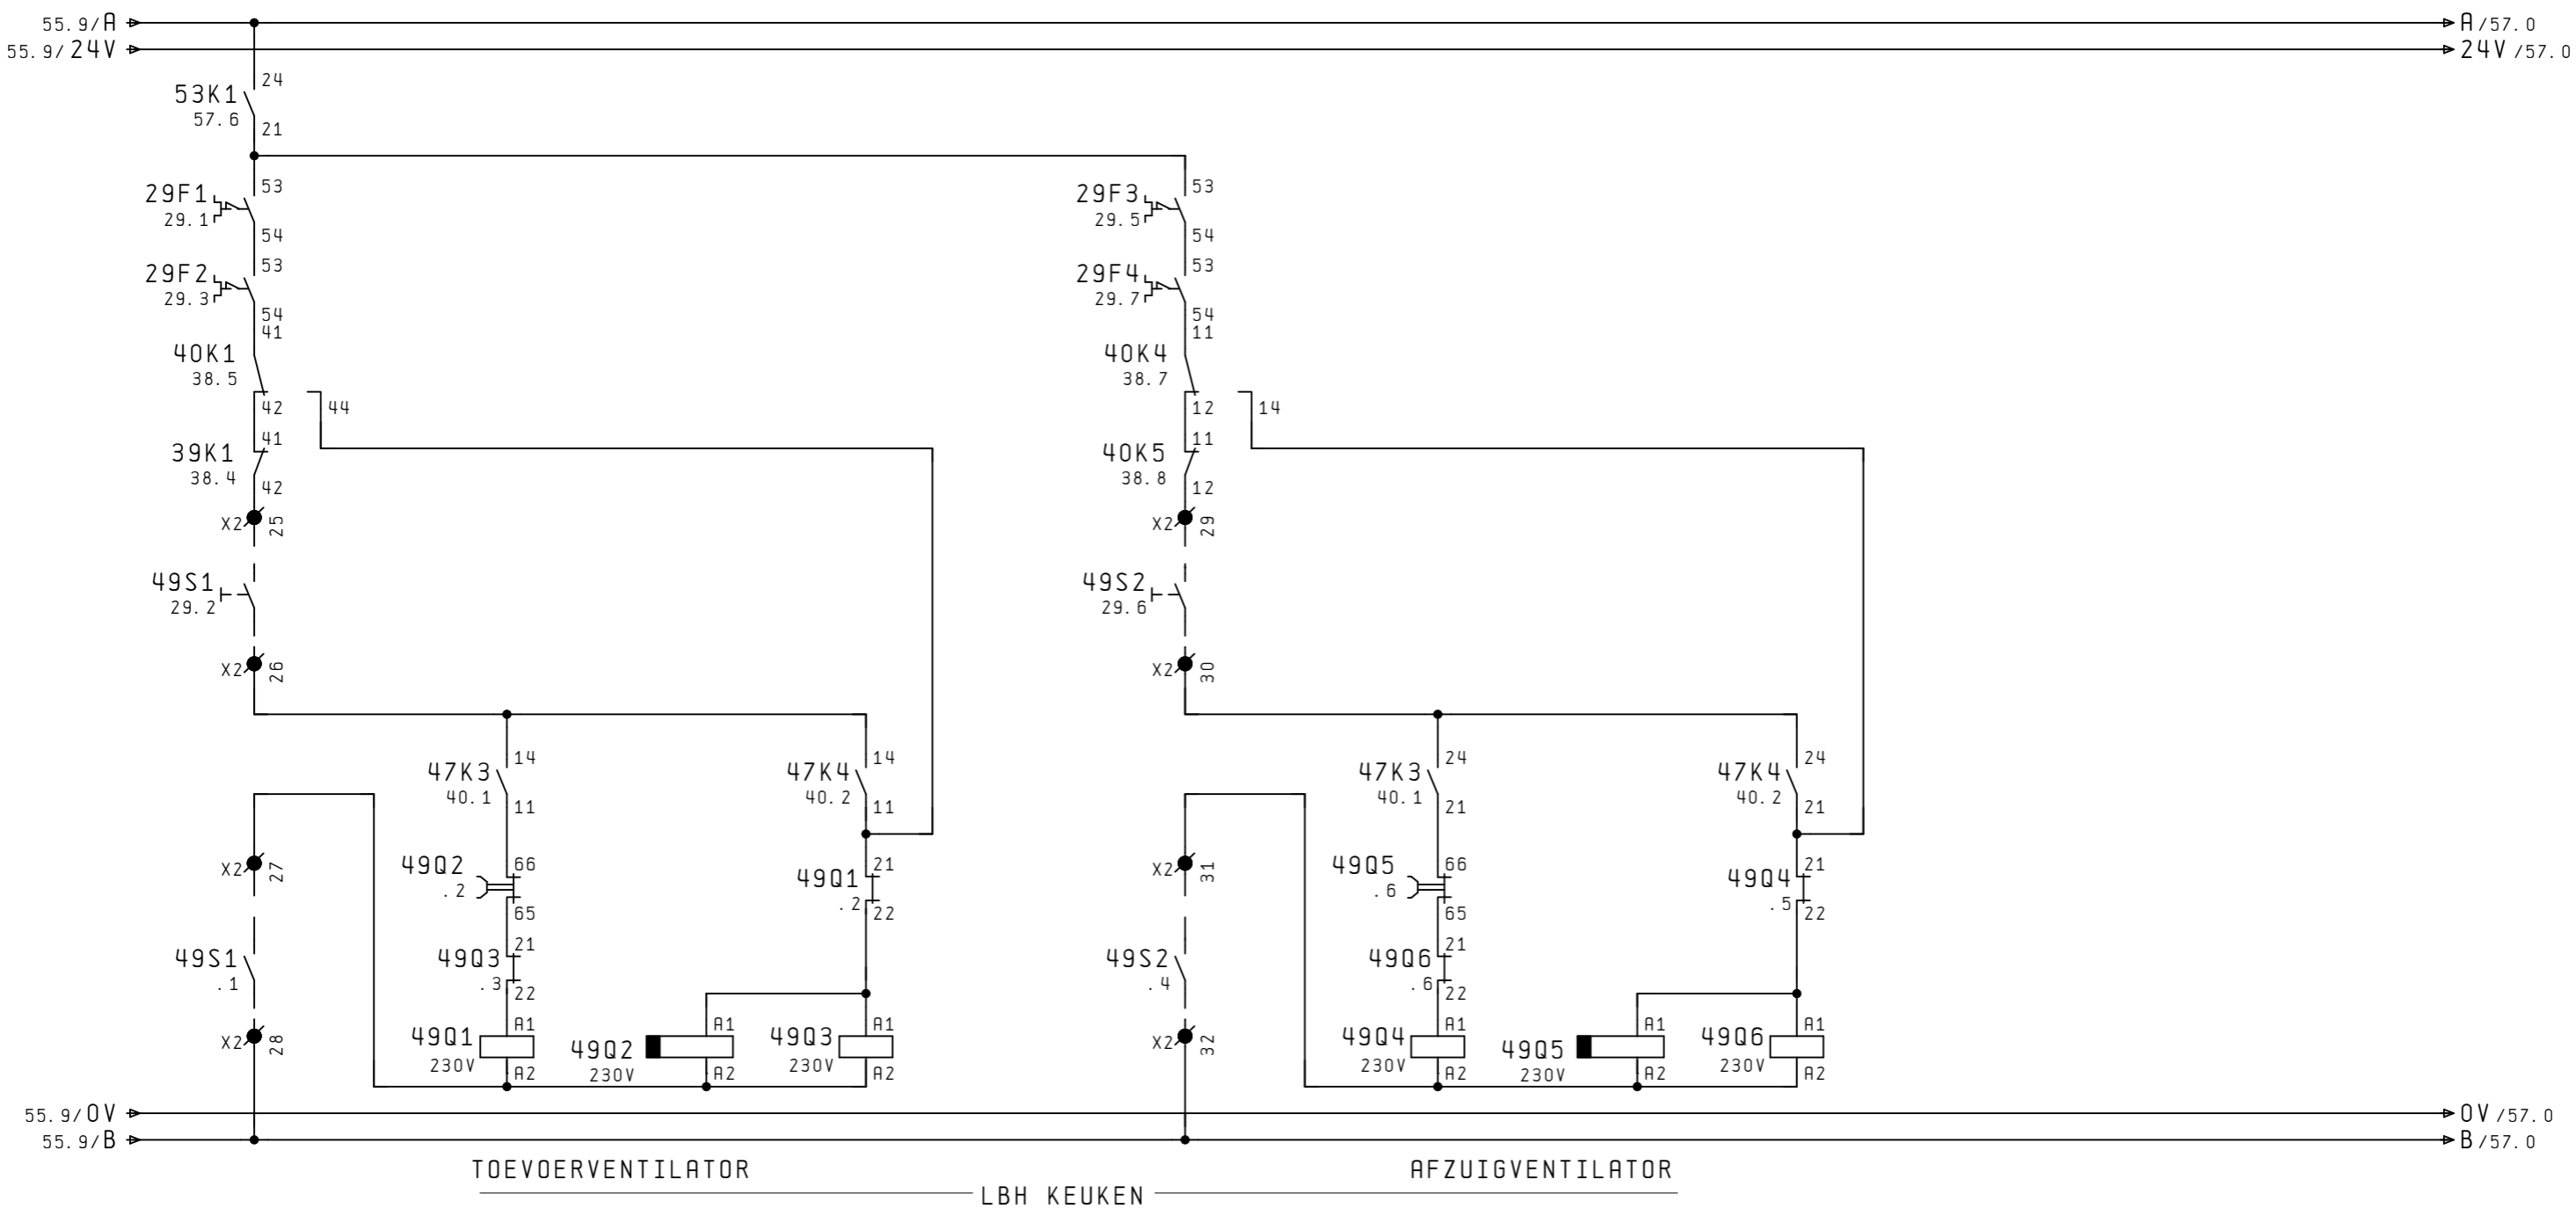 55.9/A A/57.0
55.9/24V 24V/57.0
24
53K1
57.6
21
29F1 53 29F3 53
29.1 29.5
54 54
29F2 53 29F4 53
29.3 29.7
54 54
41 11
40K1 40K4
38.5 38.7
42 44 12 14
41 11
39K1 40K5
38.4 38.8
42 12
X2 25 X2 29
49S1 49S2
29.2 29.6
X2 26 X2 30
14 14 24 24
47K3 47K4 47K3 47K4
40.1 40.2 40.1 40.2
11 11 21 21
X2 27 49Q2 66 49Q1 21 X2 31 49Q5 66 49Q4 21
.2 .2 .6 .5
65 22 65 22
49S1 49Q3 21 49S2 49Q6 21
.1 .3 .4 .6
22 22
X2 28 49Q1 A1 49Q2 A1 49Q3 A1 X2 32 49Q4 A1 49Q5 A1 49Q6 A1
230V 230V 230V 230V 230V 230V
A2 A2 A2 A2 A2 A2
55.9/0V 0V/57.0
55.9/B B/57.0
TOEVOERVENTILATOR AFZUIGVENTILATOR
LBH KEUKEN